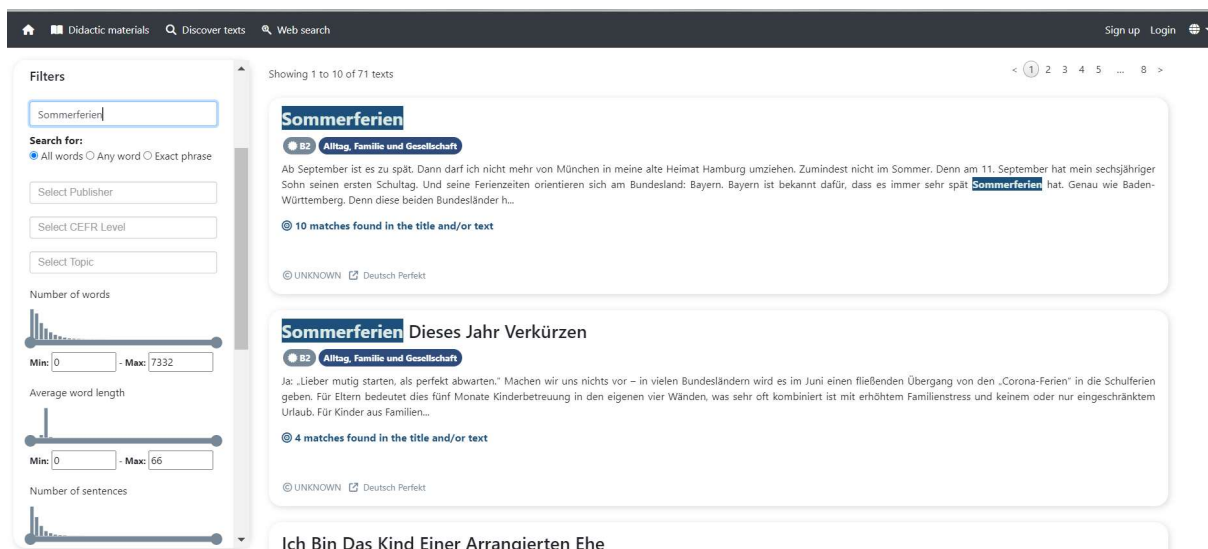 Didactic materials Discover texts Web search Sign up Login
Filters
Sommerferien
Search for:
All words Any word Exact phrase
Select Publisher
Select CEFR Level
Select Topic
Number of words
Min: 0 - Max: 7332
Average word length
Min: 0 - Max: 66
Number of sentences
Showing 1 to 10 of 71 texts
< 1 2 3 4 5 ... 8 >
Sommerferien
B2 Alltag, Familie und Gesellschaft
Ab September ist es zu spät. Dann darf ich nicht mehr von München in meine alte Heimat Hamburg umziehen. Zumindest nicht im Sommer. Denn am 11. September hat mein sechsjähriger
Sohn seinen ersten Schultag. Und seine Ferienzeiten orientieren sich am Bundesland: Bayern. Bayern ist bekannt dafür, dass es immer sehr spät Sommerferien hat. Genau wie Baden-
Württemberg. Denn diese beiden Bundesländer h...
10 matches found in the title and/or text
© UNKNOWN Deutsch Perfekt
Sommerferien Dieses Jahr Verkürzen
B2 Alltag, Familie und Gesellschaft
Ja: „Lieber mutig starten, als perfekt abwarten." Machen wir uns nichts vor – in vielen Bundesländern wird es im Juni einen fließenden Übergang von den „Corona-Ferien" in die Schulferien
geben. Für Eltern bedeutet dies fünf Monate Kinderbetreuung in den eigenen vier Wänden, was sehr oft kombiniert ist mit erhöhtem Familienstress und keinem oder nur eingeschränktem
Urlaub. Für Kinder aus Familien...
4 matches found in the title and/or text
© UNKNOWN Deutsch Perfekt
Ich Bin Das Kind Einer Arrangierten Ehe